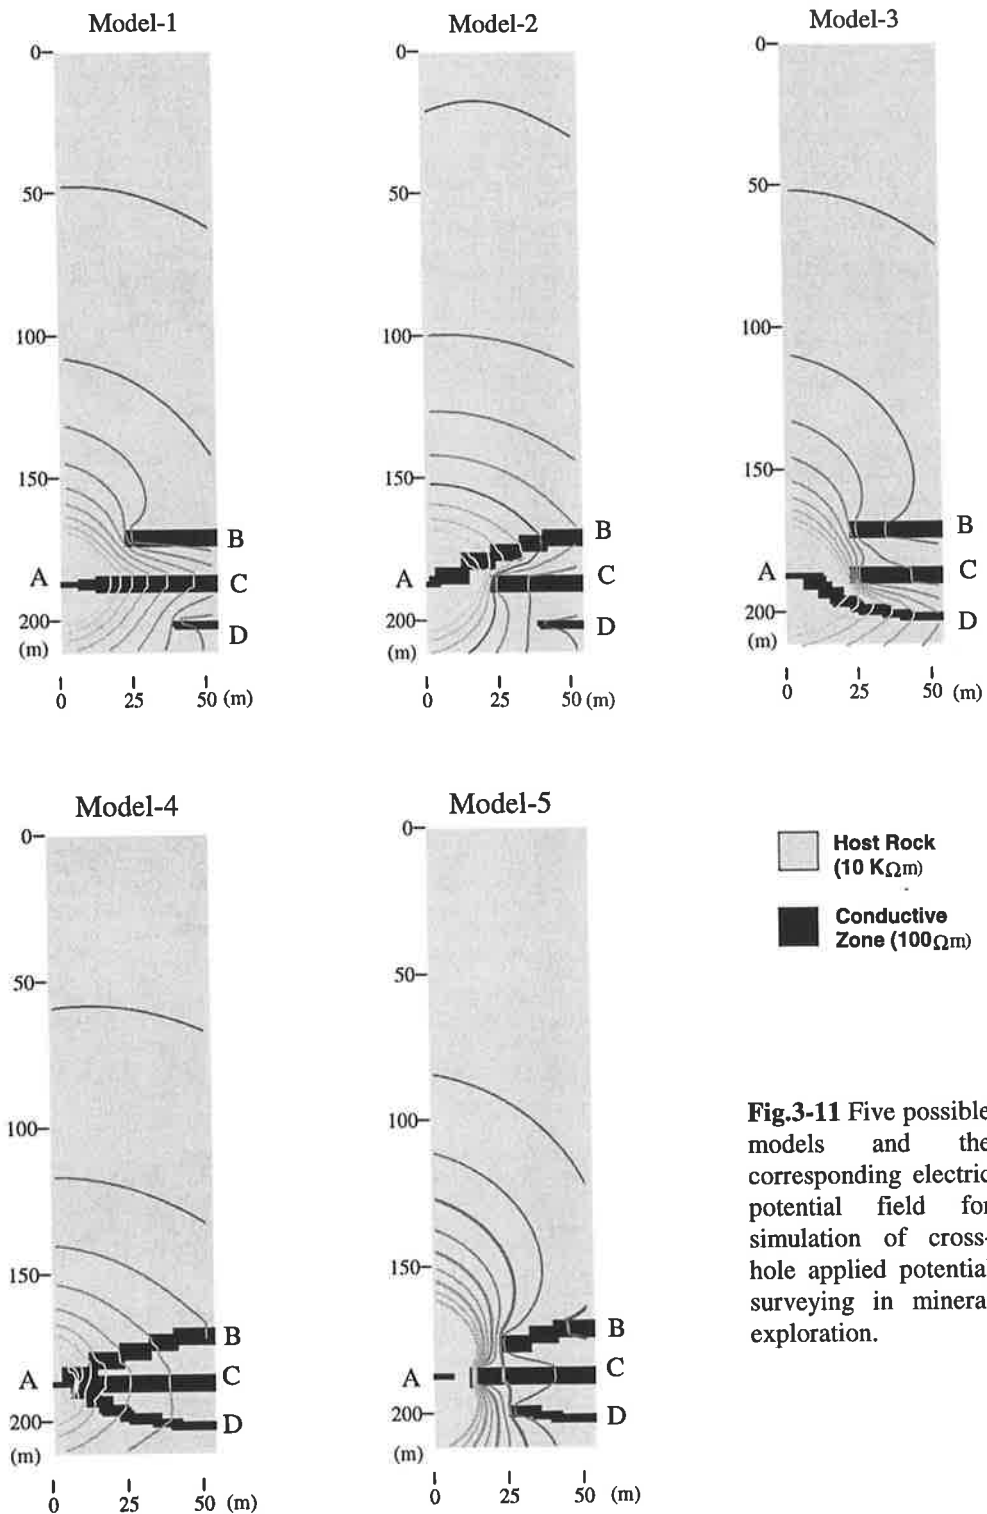 Model-1
0
50
100
150
200
(m)
A
B
C
D
0 25 50 (m)
Model-2
0
50
100
150
200
(m)
A
B
C
D
0 25 50 (m)
Model-3
0
50
100
150
200
(m)
A
B
C
D
0 25 50 (m)
Model-4
0
50
100
150
200
(m)
A
B
C
D
0 25 50 (m)
Model-5
0
50
100
150
200
(m)
A
B
C
D
0 25 50 (m)
Host Rock
(10 KΩm)
Conductive
Zone (100Ωm)
Fig.3-11 Five possible
models and the
corresponding electric
potential field for
simulation of cross-
hole applied potential
surveying in minera
exploration.